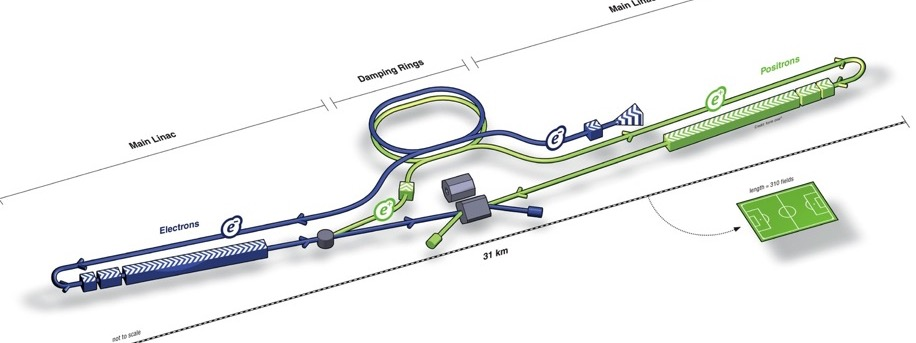 Main Linac
Damping Rings
Positrons
e-
e+
length = 310 fields
e+
Electrons
e-
Main Linac
31 km
not to scale